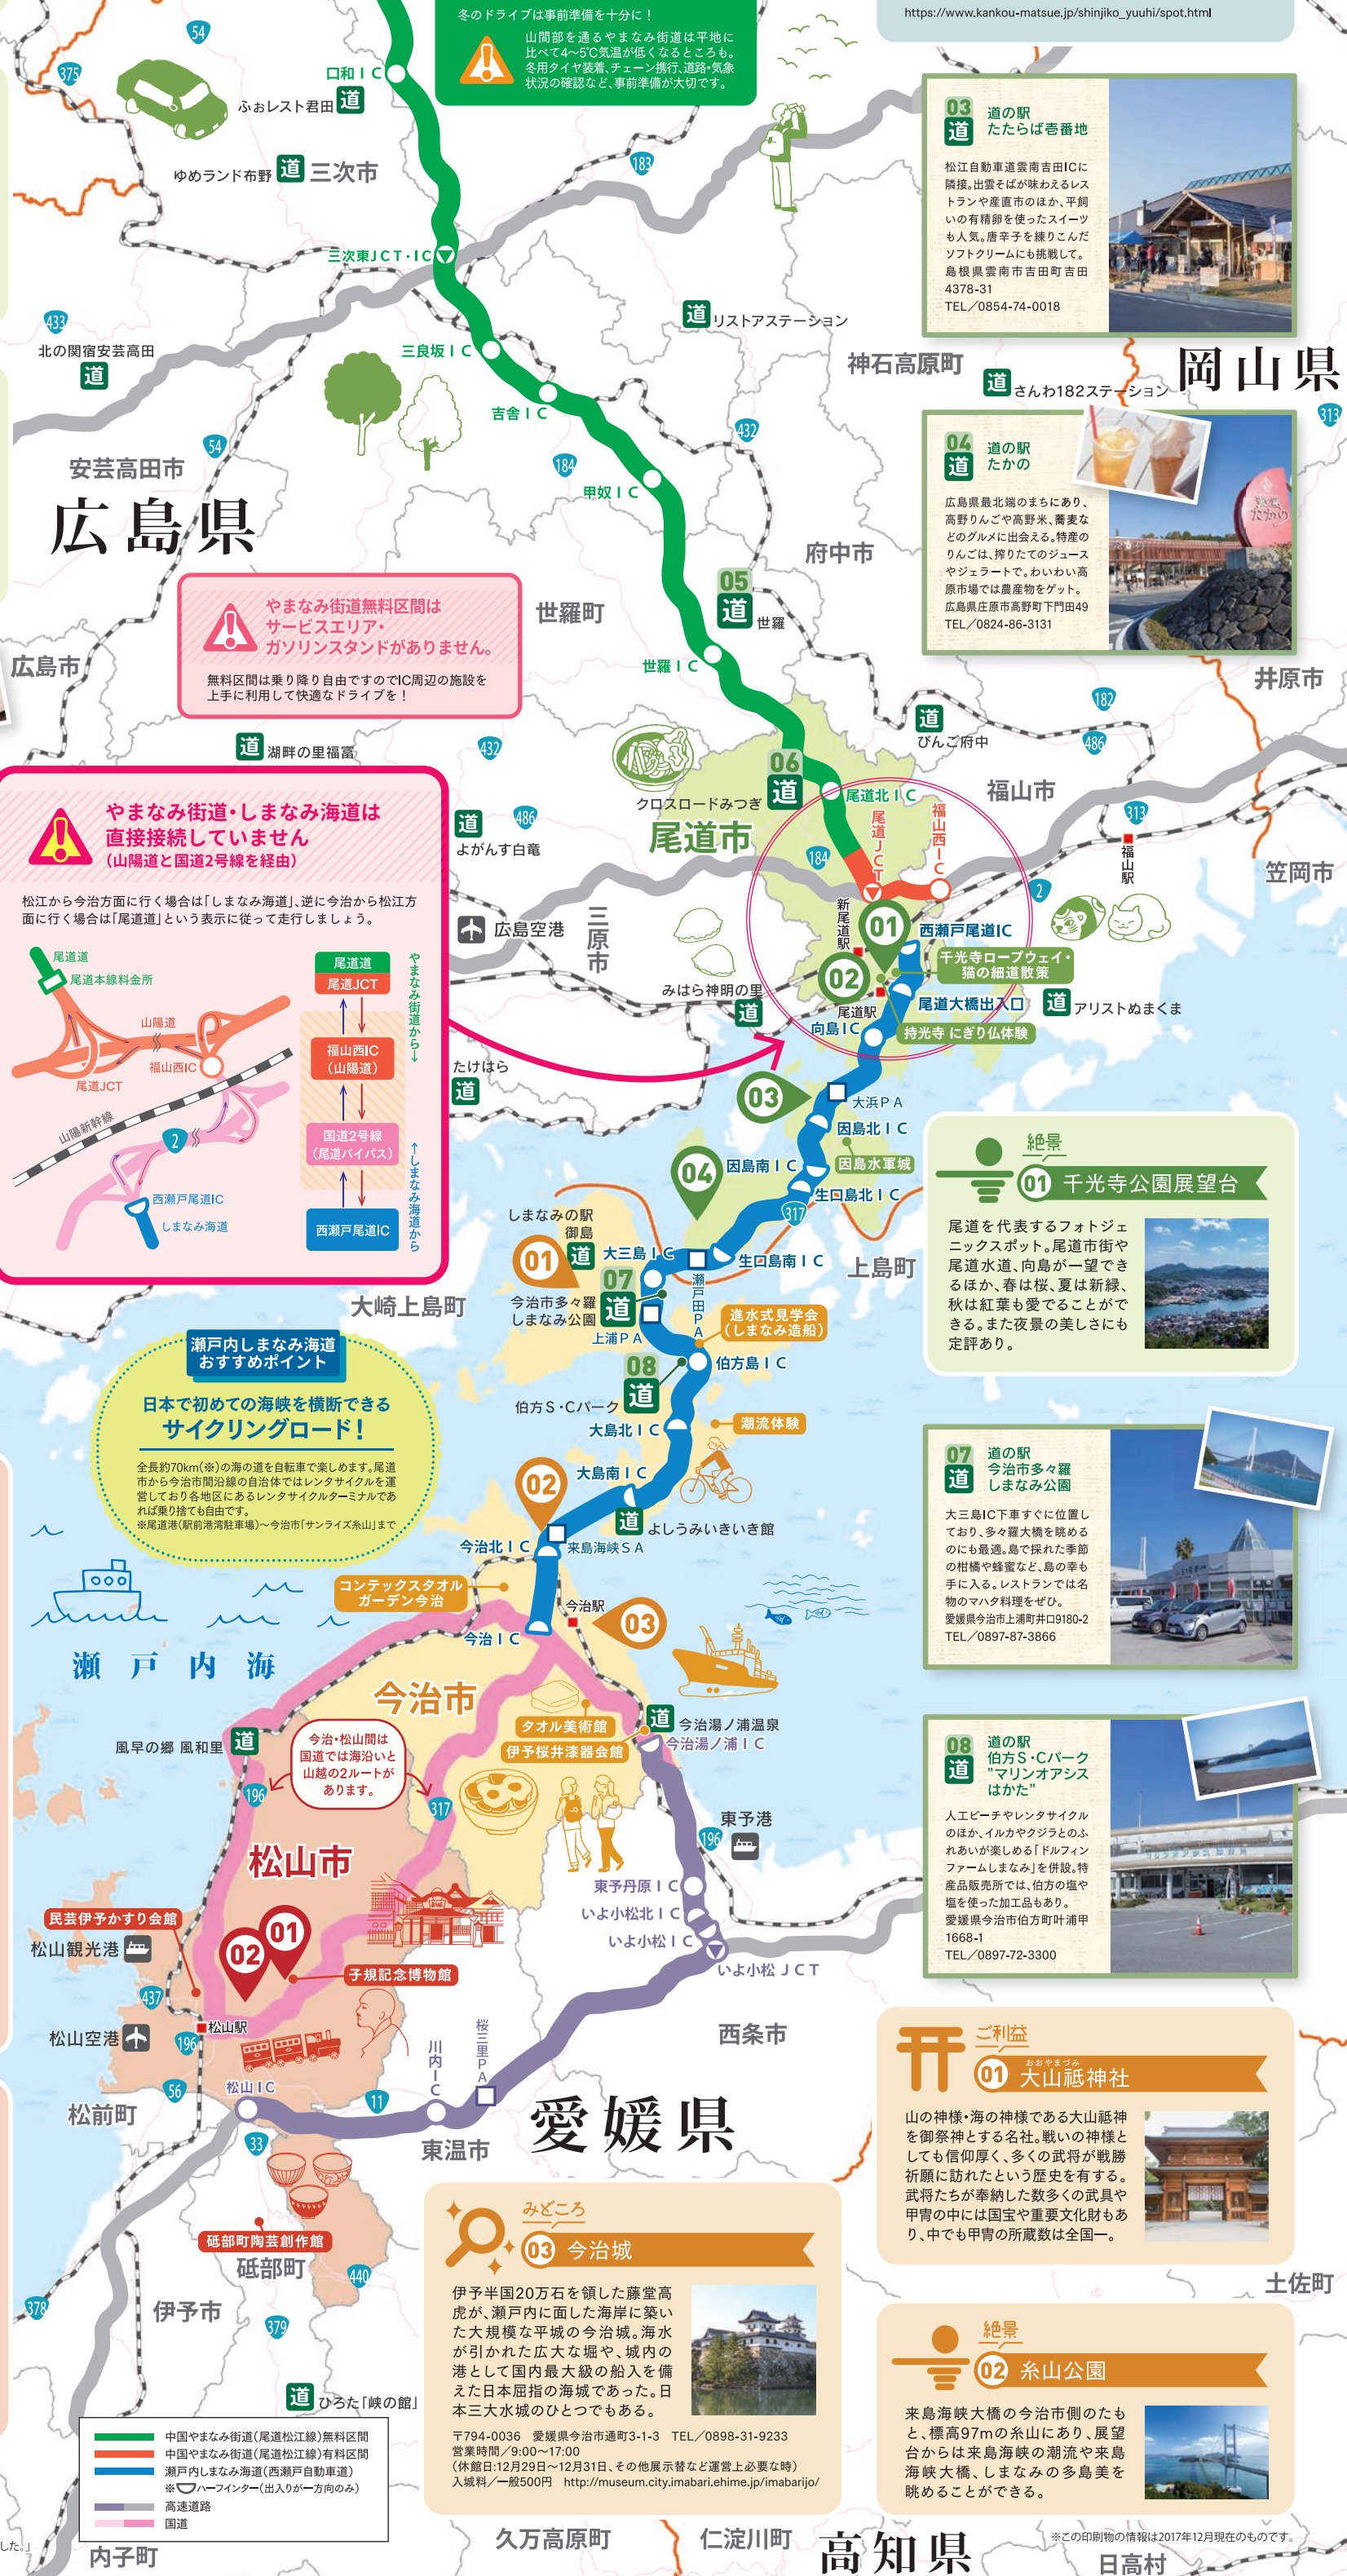 冬のドライブは事前準備を十分に！
山間部を通るやまなみ街道は平地に
比べて4〜5℃気温が低くなるところも。
冬用タイヤ装着、チェーン携行、道路・気象
状況の確認など、事前準備が大切です。
https://www.kankou-matsue.jp/shinjiko_yuuhi/spot.html
54
375
口和IC
ふぉレスト君田 道
ゆめランド布野 道 三次市
183
三次東JCT・IC
433
北の関宿安芸高田
道
三良坂IC
吉舎IC
道 リストアステーション
神石高原町
道 さんわ182ステーション
岡山県
313
54
安芸高田市
広島県
184
432
甲奴IC
府中市
世羅町
05
道
世羅
世羅IC
広島市
やまなみ街道無料区間は
サービスエリア・
ガソリンスタンドがありません。
無料区間は乗り降り自由ですのでIC周辺の施設を
上手に利用して快適なドライブを！
道 湖畔の里福富
432
井原市
182
道
びんご府中
486
03
道
道の駅
たたらば壱番地
松江自動車道雲南吉田ICに
隣接。出雲そばが味わえるレス
トランや産直市のほか、平飼
いの有精卵を使ったスイーツ
も人気。唐辛子を練りこんだ
ソフトクリームにも挑戦して。
島根県雲南市吉田町吉田
4378-31
TEL／0854-74-0018
04
道
道の駅
たかの
広島県最北端のまちにあり、
高野りんごや高野米、蕎麦な
どのグルメに出会える。特産の
りんごは、搾りたてのジュース
やジェラートで。わいわい高
原市場では農産物をゲット。
広島県庄原市高野町下門田49
TEL／0824-86-3131
道の駅
たかの
やまなみ街道・しまなみ海道は
直接接続していません
（山陽道と国道2号線を経由）
松江から今治方面に行く場合は「しまなみ海道」、逆に今治から松江方
面に行く場合は「尾道道」という表示に従って走行しましょう。
尾道道
尾道本線料金所
山陽道
福山西IC
尾道JCT
山陽新幹線
2
西瀬戸尾道IC
しまなみ海道
尾道道
尾道JCT
福山西IC
（山陽道）
国道2号線
（尾道バイパス）
西瀬戸尾道IC
やまなみ街道から→
←しまなみ海道から
06
道
クロスロードみつぎ
尾道市
尾道北IC
尾道JCT
福山西IC
福山市
313
福山駅
笠岡市
道
よがんす白竜
486
184
2
広島空港
三原市
新尾道駅
01
西瀬戸尾道IC
千光寺ロープウェイ・
猫の細道散策
02
尾道駅
尾道大橋出入口
道 アリストぬまくま
みはら神明の里
道
向島IC
持光寺 にぎり仏体験
たけはら
道
03
大浜PA
因島北IC
04
因島南IC
因島水軍城
生口島北IC
317
しまなみの駅
御島
道
01
大三島IC
生口島南IC
上島町
07
道
今治市多々羅
しまなみ公園
瀬戸田PA
上浦PA
進水式見学会
（しまなみ造船）
大崎上島町
08
道
伯方島IC
伯方S・Cパーク
大島北IC
潮流体験
02
大島南IC
道 よしうみいきいき館
今治北IC
来島海峡SA
コンテックスタオル
ガーデン今治
今治駅
03
今治IC
瀬戸内しまなみ海道
おすすめポイント
日本で初めての海峡を横断できる
サイクリングロード！
全長約70km（※）の海の道を自転車で楽しめます。尾道
市から今治市間沿線の自治体ではレンタサイクルを運
営しており各地区にあるレンタサイクルターミナルであ
れば乗り捨ても自由です。
※尾道港（駅前港湾駐車場）〜今治市「サンライズ糸山」まで
絶景
01 千光寺公園展望台
尾道を代表するフォトジェ
ニックスポット。尾道市街や
尾道水道、向島が一望でき
るほか、春は桜、夏は新緑、
秋は紅葉も愛でることがで
きる。また夜景の美しさにも
定評あり。
07
道
道の駅
今治市多々羅
しまなみ公園
大三島IC下車すぐに位置し
ており、多々羅大橋を眺める
のにも最適。島で採れた季節
の柑橘や蜂蜜など、島の幸も
手に入る。レストランでは名
物のマハタ料理をぜひ。
愛媛県今治市上浦町井口9180-2
TEL／0897-87-3866
08
道
道の駅
伯方S・Cパーク
"マリンオアシス
はかた"
人工ビーチやレンタサイクル
のほか、イルカやクジラとのふ
れあいが楽しめる「ドルフィン
ファームしまなみ」を併設。特
産品販売所では、伯方の塩や
塩を使った加工品もあり。
愛媛県今治市伯方町叶浦甲
1668-1
TEL／0897-72-3300
瀬戸内海
今治市
タオル美術館
伊予桜井漆器会館
道 今治湯ノ浦温泉
今治湯ノ浦IC
風早の郷 風和里 道
今治・松山間は
国道では海沿いと
山越の2ルートが
あります。
196
317
196
東予港
松山市
東予丹原IC
いよ小松北IC
いよ小松IC
いよ小松JCT
民芸伊予かすり会館
松山観光港
02
01
子規記念博物館
437
松山空港
196
松山駅
56
松山IC
33
11
川内IC
桜三里PA
西条市
松前町
東温市
愛媛県
砥部町陶芸創作館
砥部町
440
378
伊予市
379
道 ひろた「峡の館」
みどころ
03 今治城
伊予半国20万石を領した藤堂高
虎が、瀬戸内に面した海岸に築い
た大規模な平城の今治城。海水
が引かれた広大な堀や、城内の
港として国内最大級の船入を備
えた日本屈指の海城であった。日
本三大水城のひとつでもある。
〒794-0036　愛媛県今治市通町3-1-3　TEL／0898-31-9233
営業時間／9:00〜17:00
（休館日:12月29日〜12月31日、その他展示替など運営上必要な時）
入城料／一般500円　http://museum.city.imabari.ehime.jp/imabarijo/
ご利益
01 大山祗神社
おおやまづみ
山の神様・海の神様である大山祗神
を御祭神とする名社。戦いの神様と
しても信仰厚く、多くの武将が戦勝
祈願に訪れたという歴史を有する。
武将たちが奉納した数多くの武具や
甲冑の中には国宝や重要文化財もあ
り、中でも甲冑の所蔵数は全国一。
土佐町
絶景
02 糸山公園
来島海峡大橋の今治市側のたも
と、標高97mの糸山にあり、展望
台からは来島海峡の潮流や来島
海峡大橋、しまなみの多島美を
眺めることができる。
中国やまなみ街道（尾道松江線）無料区間
中国やまなみ街道（尾道松江線）有料区間
瀬戸内しまなみ海道（西瀬戸自動車道）
※ ハーフインター（出入りが一方向のみ）
高速道路
国道
した。」
内子町
久万高原町
仁淀川町
高知県
日高村
※この印刷物の情報は2017年12月現在のものです。